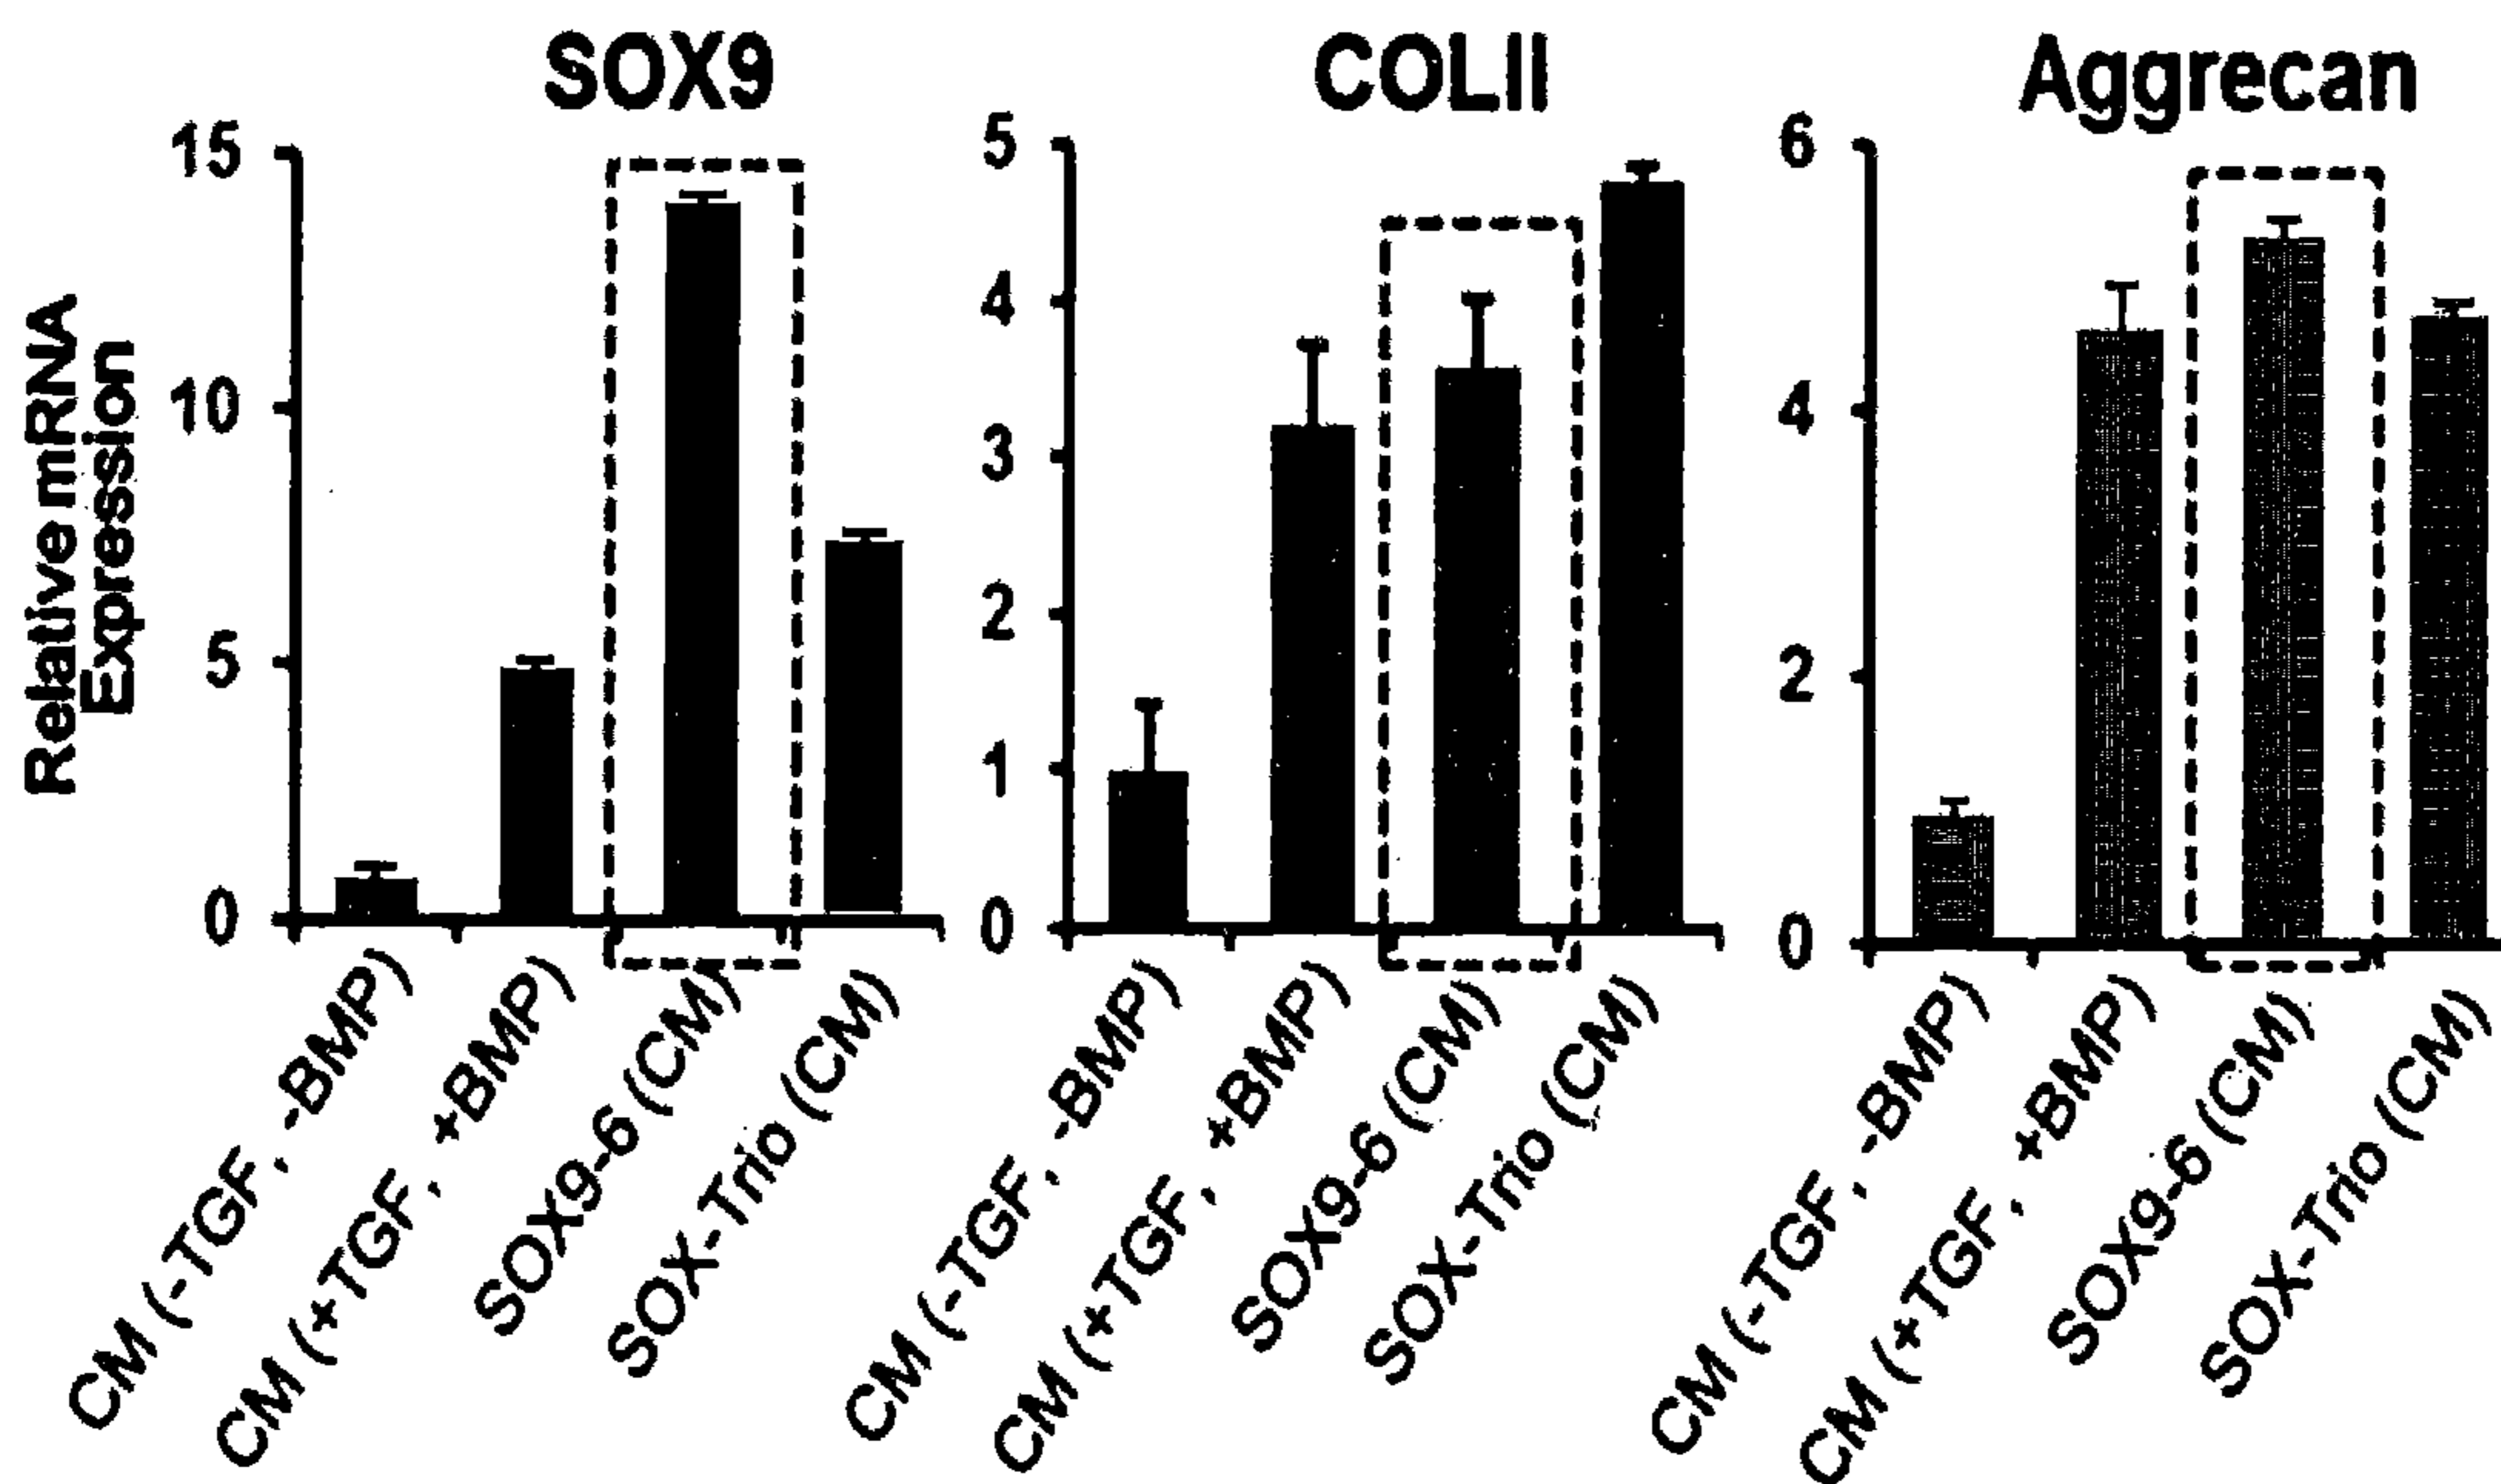 SOX9
COLII
Aggrecan
Relative mRNA
Expression
15
10
5
0
CM (-TGF, -BMP)
CM (+TGF, +BMP)
SOX9-6 (CM)
SOX-Trio (CM)
5
4
3
2
1
0
CM (-TGF, -BMP)
CM (+TGF, +BMP)
SOX9-6 (CM)
SOX-Trio (CM)
6
4
2
0
CM (-TGF, -BMP)
CM (+TGF, +BMP)
SOX9-6 (CM)
SOX-Trio (CM)